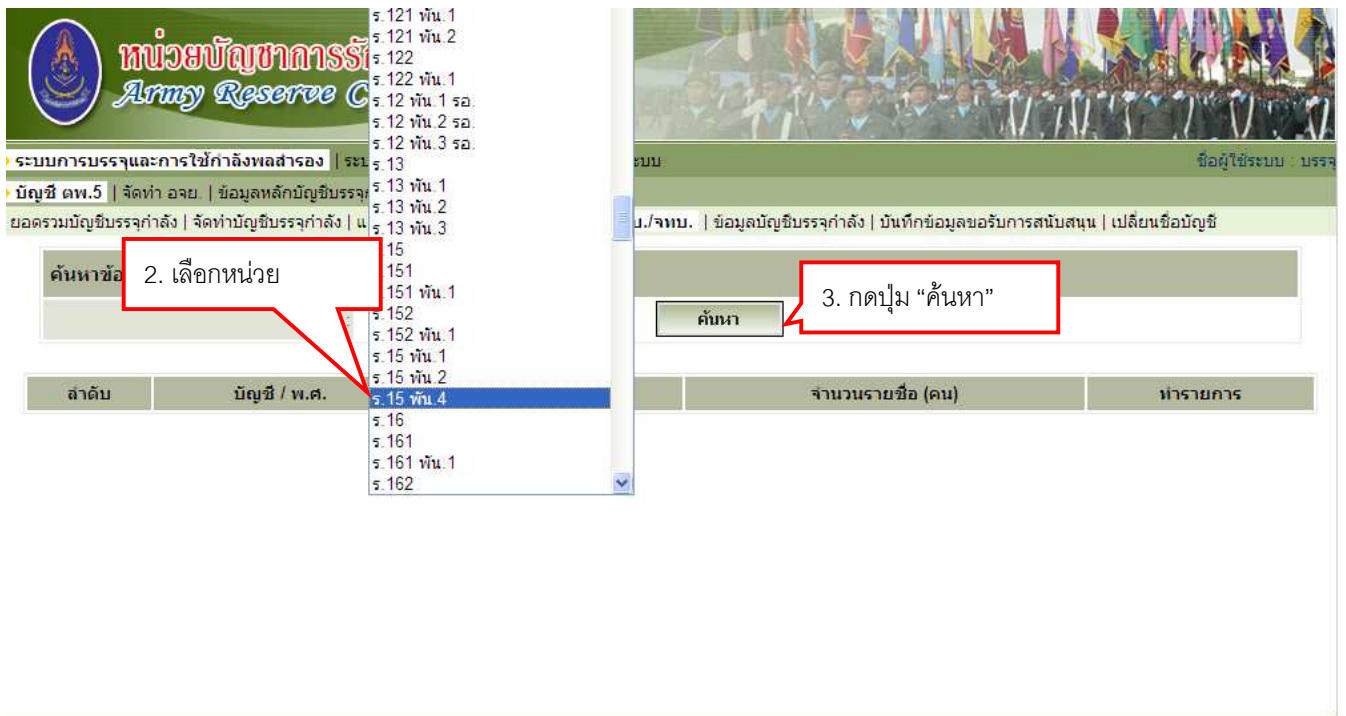 หน่วยบัญชาการรั
Army Reserve C
ระบบการบรรจุและการใช้กำลังพลสำรอง | ระบ
ระบบ
ชื่อผู้ใช้ระบบ : บรรจุ
บัญชี ตพ.5 | จัดทำ อจย. | ข้อมูลหลักบัญชีบรรจุ
ยอดรวมบัญชีบรรจุกำลัง | จัดทำบัญชีบรรจุกำลัง | แ
บ./จทบ. | ข้อมูลบัญชีบรรจุกำลัง | บันทึกข้อมูลขอรับการสนับสนุน | เปลี่ยนชื่อบัญชี
ร.121 พัน.1
ร.121 พัน.2
ร.122
ร.122 พัน.1
ร.12 พัน.1 รอ.
ร.12 พัน.2 รอ.
ร.12 พัน.3 รอ.
ร.13
ร.13 พัน.1
ร.13 พัน.2
ร.13 พัน.3
.15
.151
.151 พัน.1
ร.152
ร.152 พัน.1
ร.15 พัน.1
ร.15 พัน.2
ร.15 พัน.4
ร.16
ร.161
ร.161 พัน.1
ร.162
ค้นหาข้อ
2. เลือกหน่วย
3. กดปุ่ม “ค้นหา”
:
ค้นหา
ลำดับ บัญชี / พ.ศ. จำนวนรายชื่อ (คน) ทำรายการ